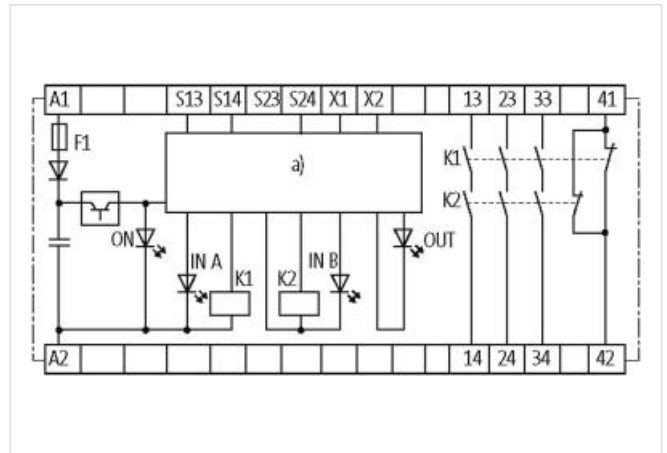 A1 S13 S14 S23 S24 X1 X2 13 23 33 41
F1
a)
K1
K2
ON
IN A
K1
K2
IN B
OUT
A2 14 24 34 42